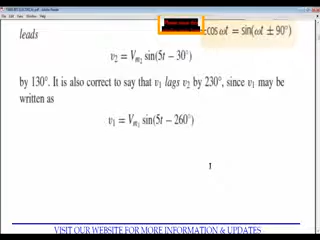 leads
cos ωt = sin(ωt ± 90°)
v₂ = Vm₂ sin(5t − 30°)
by 130°. It is also correct to say that v₁ lags v₂ by 230°, since v₁ may be
written as
v₁ = Vm₁ sin(5t − 260°)
VISIT OUR WEBSITE FOR MORE INFORMATION & UPDATES